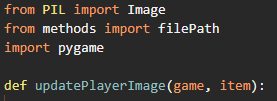 from PIL import Image
from methods import filePath
import pygame
def updatePlayerImage(game, item):